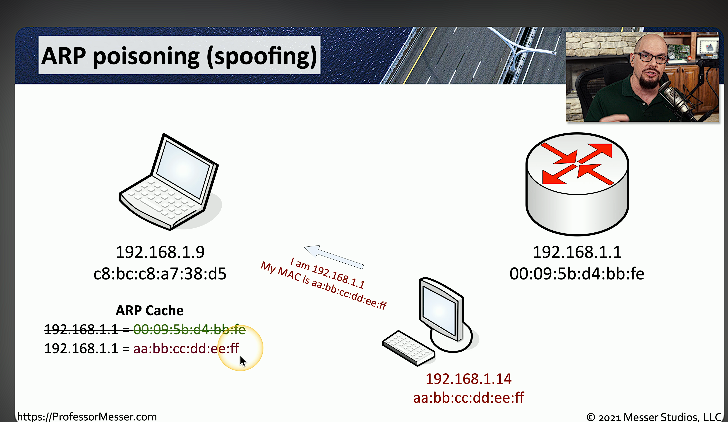 ARP poisoning (spoofing)
192.168.1.9
c8:bc:c8:a7:38:d5
I am 192.168.1.1
My MAC is aa:bb:cc:dd:ee:ff
192.168.1.1
00:09:5b:d4:bb:fe
ARP Cache
192.168.1.1 = 00:09:5b:d4:bb:fe
192.168.1.1 = aa:bb:cc:dd:ee:ff
192.168.1.14
aa:bb:cc:dd:ee:ff
https://ProfessorMesser.com
© 2021 Messer Studios, LLC